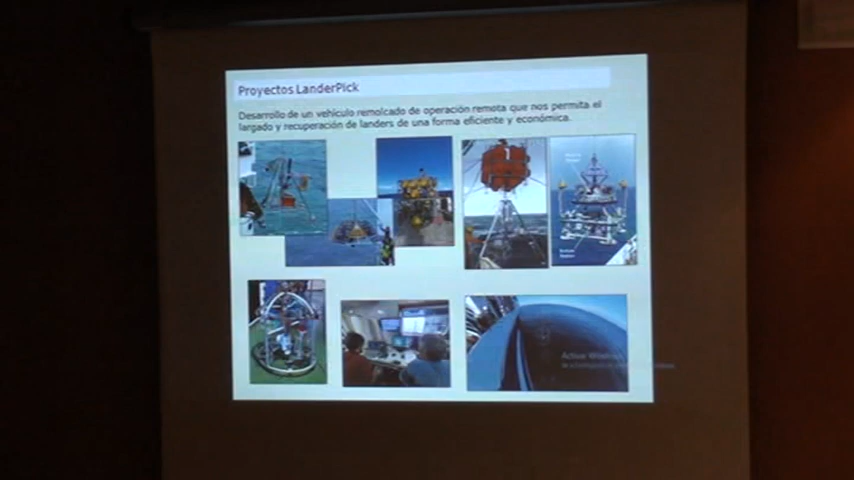 Proyectos LanderPick
Desarrollo de un vehículo remolcado de operación remota que nos permita el
largado y recuperación de landers de una forma eficiente y económica.
Activar Windows